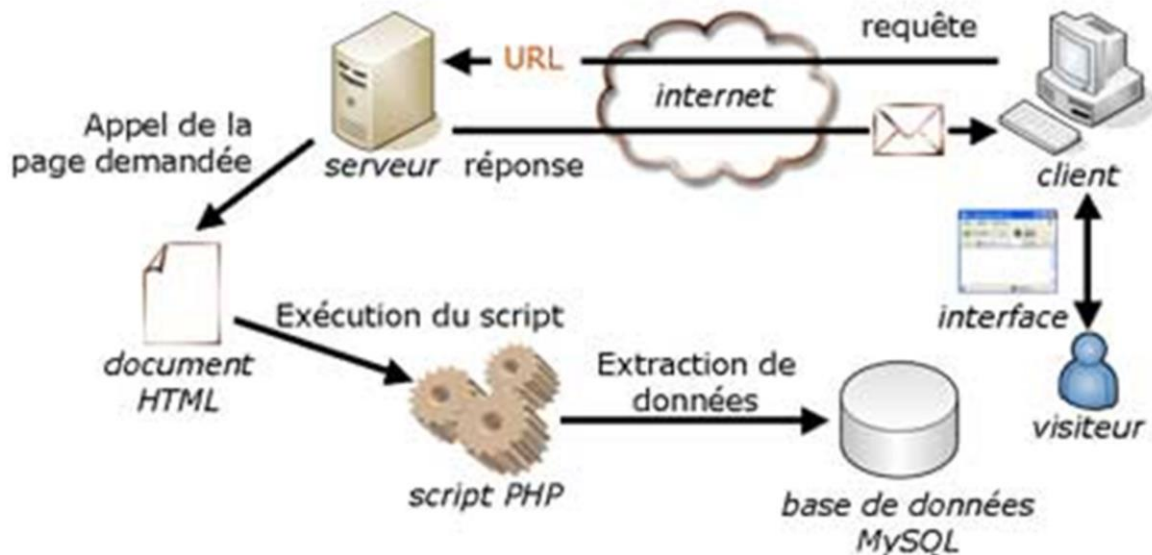 requête
URL
internet
Appel de la
page demandée
serveur
réponse
client
interface
Exécution du script
document
HTML
Extraction de
données
visiteur
script PHP
base de données
MySQL